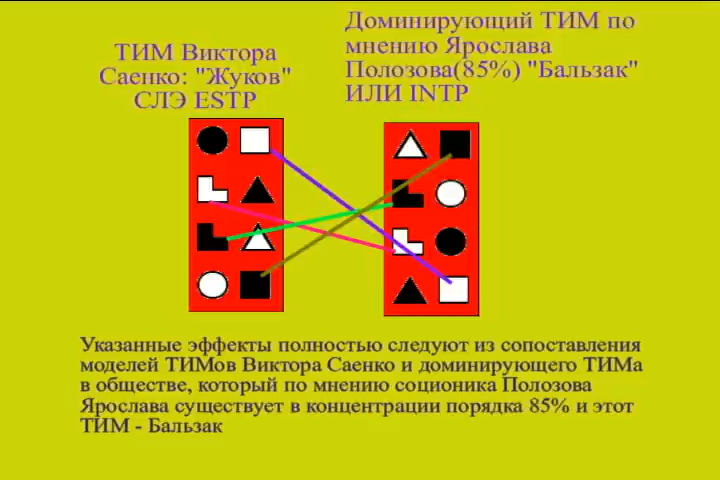 ТИМ Виктора
Саенко: "Жуков"
СЛЭ ESTP
Доминирующий ТИМ по
мнению Ярослава
Полозова(85%) "Бальзак"
ИЛИ INTP
Указанные эффекты полностью следуют из сопоставления
моделей ТИМов Виктора Саенко и доминирующего ТИМа
в обществе, который по мнению соционика Полозова
Ярослава существует в концентрации порядка 85% и этот
ТИМ - Бальзак